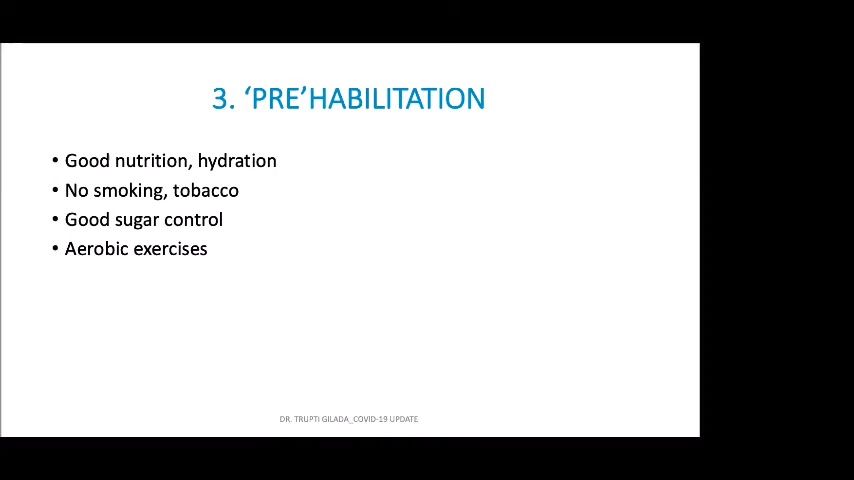 3. ‘PRE’HABILITATION
• Good nutrition, hydration
• No smoking, tobacco
• Good sugar control
• Aerobic exercises
DR. TRUPTI GILADA_COVID-19 UPDATE